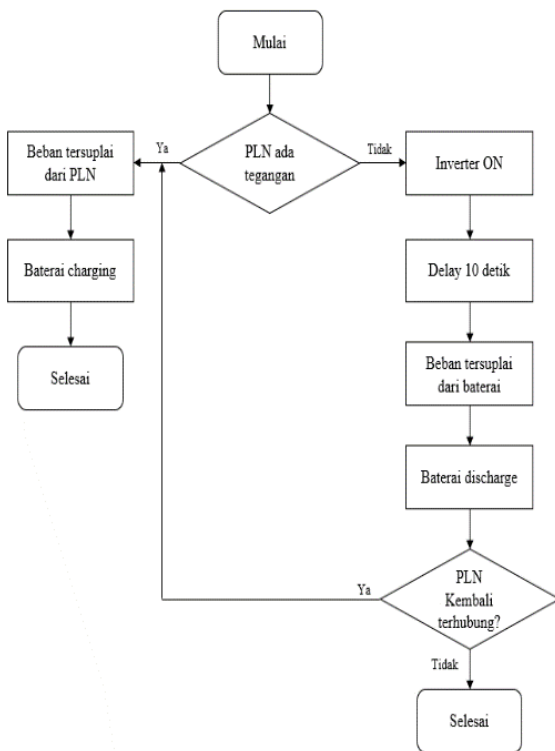 Mulai
PLN ada
tegangan
Ya
Tidak
Beban tersuplai
dari PLN
Baterai charging
Selesai
Inverter ON
Delay 10 detik
Beban tersuplai
dari baterai
Baterai discharge
PLN
Kembali
terhubung?
Ya
Tidak
Selesai